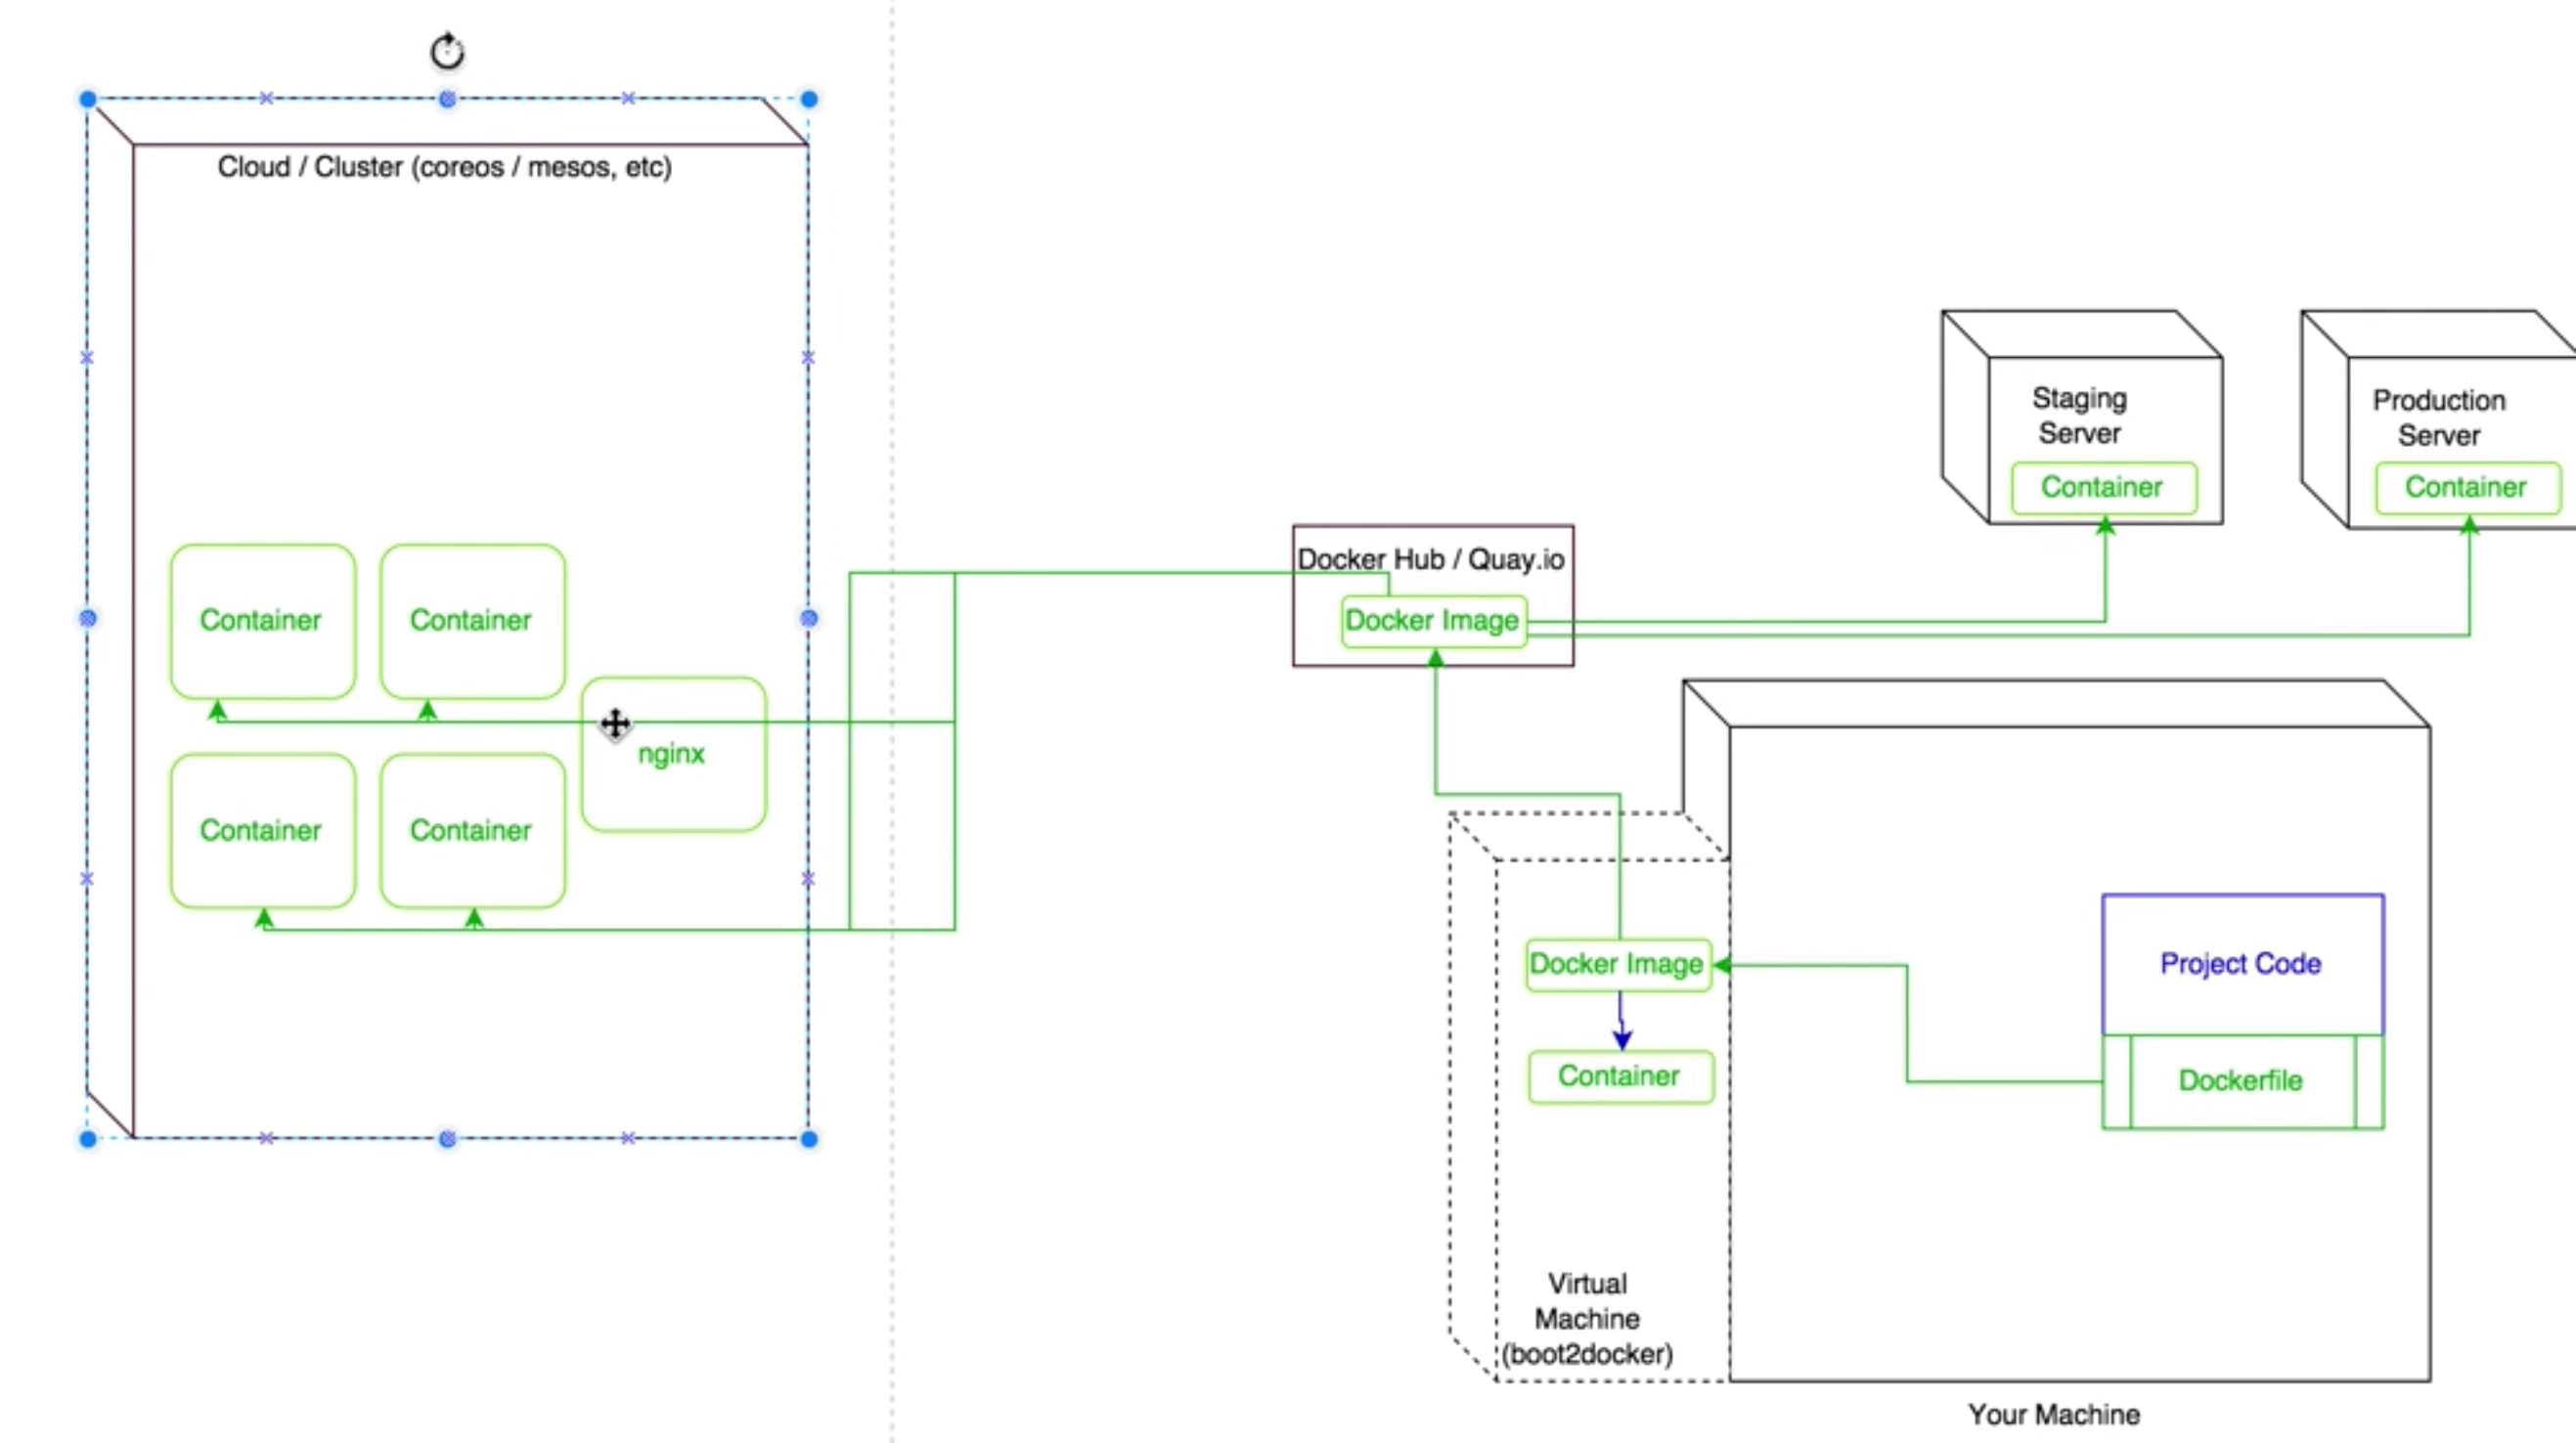 Cloud / Cluster (coreos / mesos, etc)
Container
Container
nginx
Container
Container
Docker Hub / Quay.io
Docker Image
Staging
Server
Container
Production
Server
Container
Docker Image
Container
Virtual
Machine
(boot2docker)
Project Code
Dockerfile
Your Machine